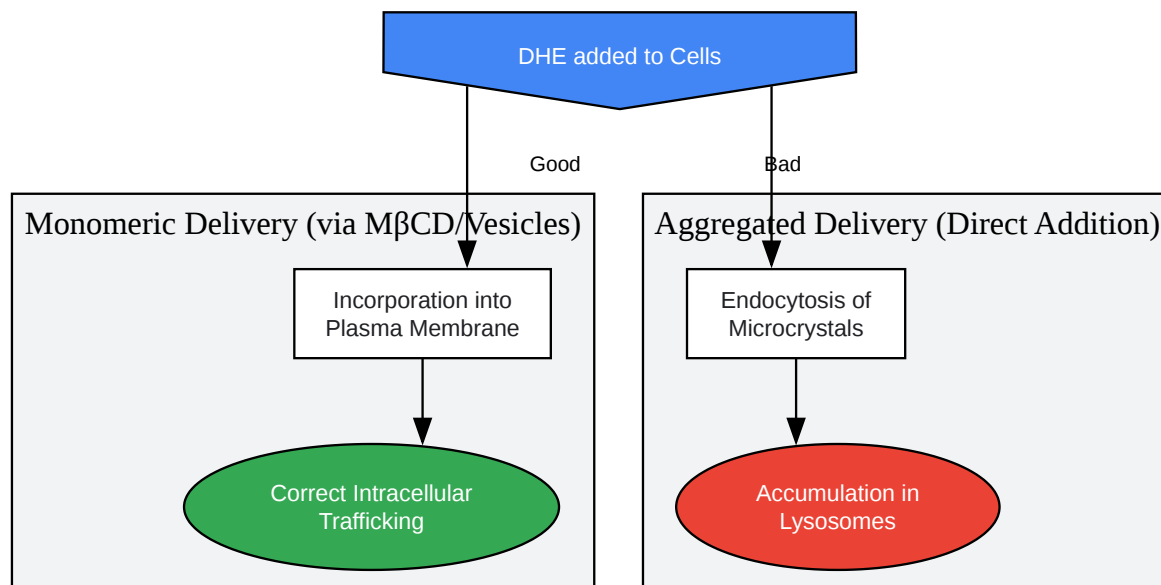 DHE added to Cells
Good
Bad
Monomeric Delivery (via MβCD/Vesicles)
Aggregated Delivery (Direct Addition)
Incorporation into
Plasma Membrane
Endocytosis of
Microcrystals
Correct Intracellular
Trafficking
Accumulation in
Lysosomes